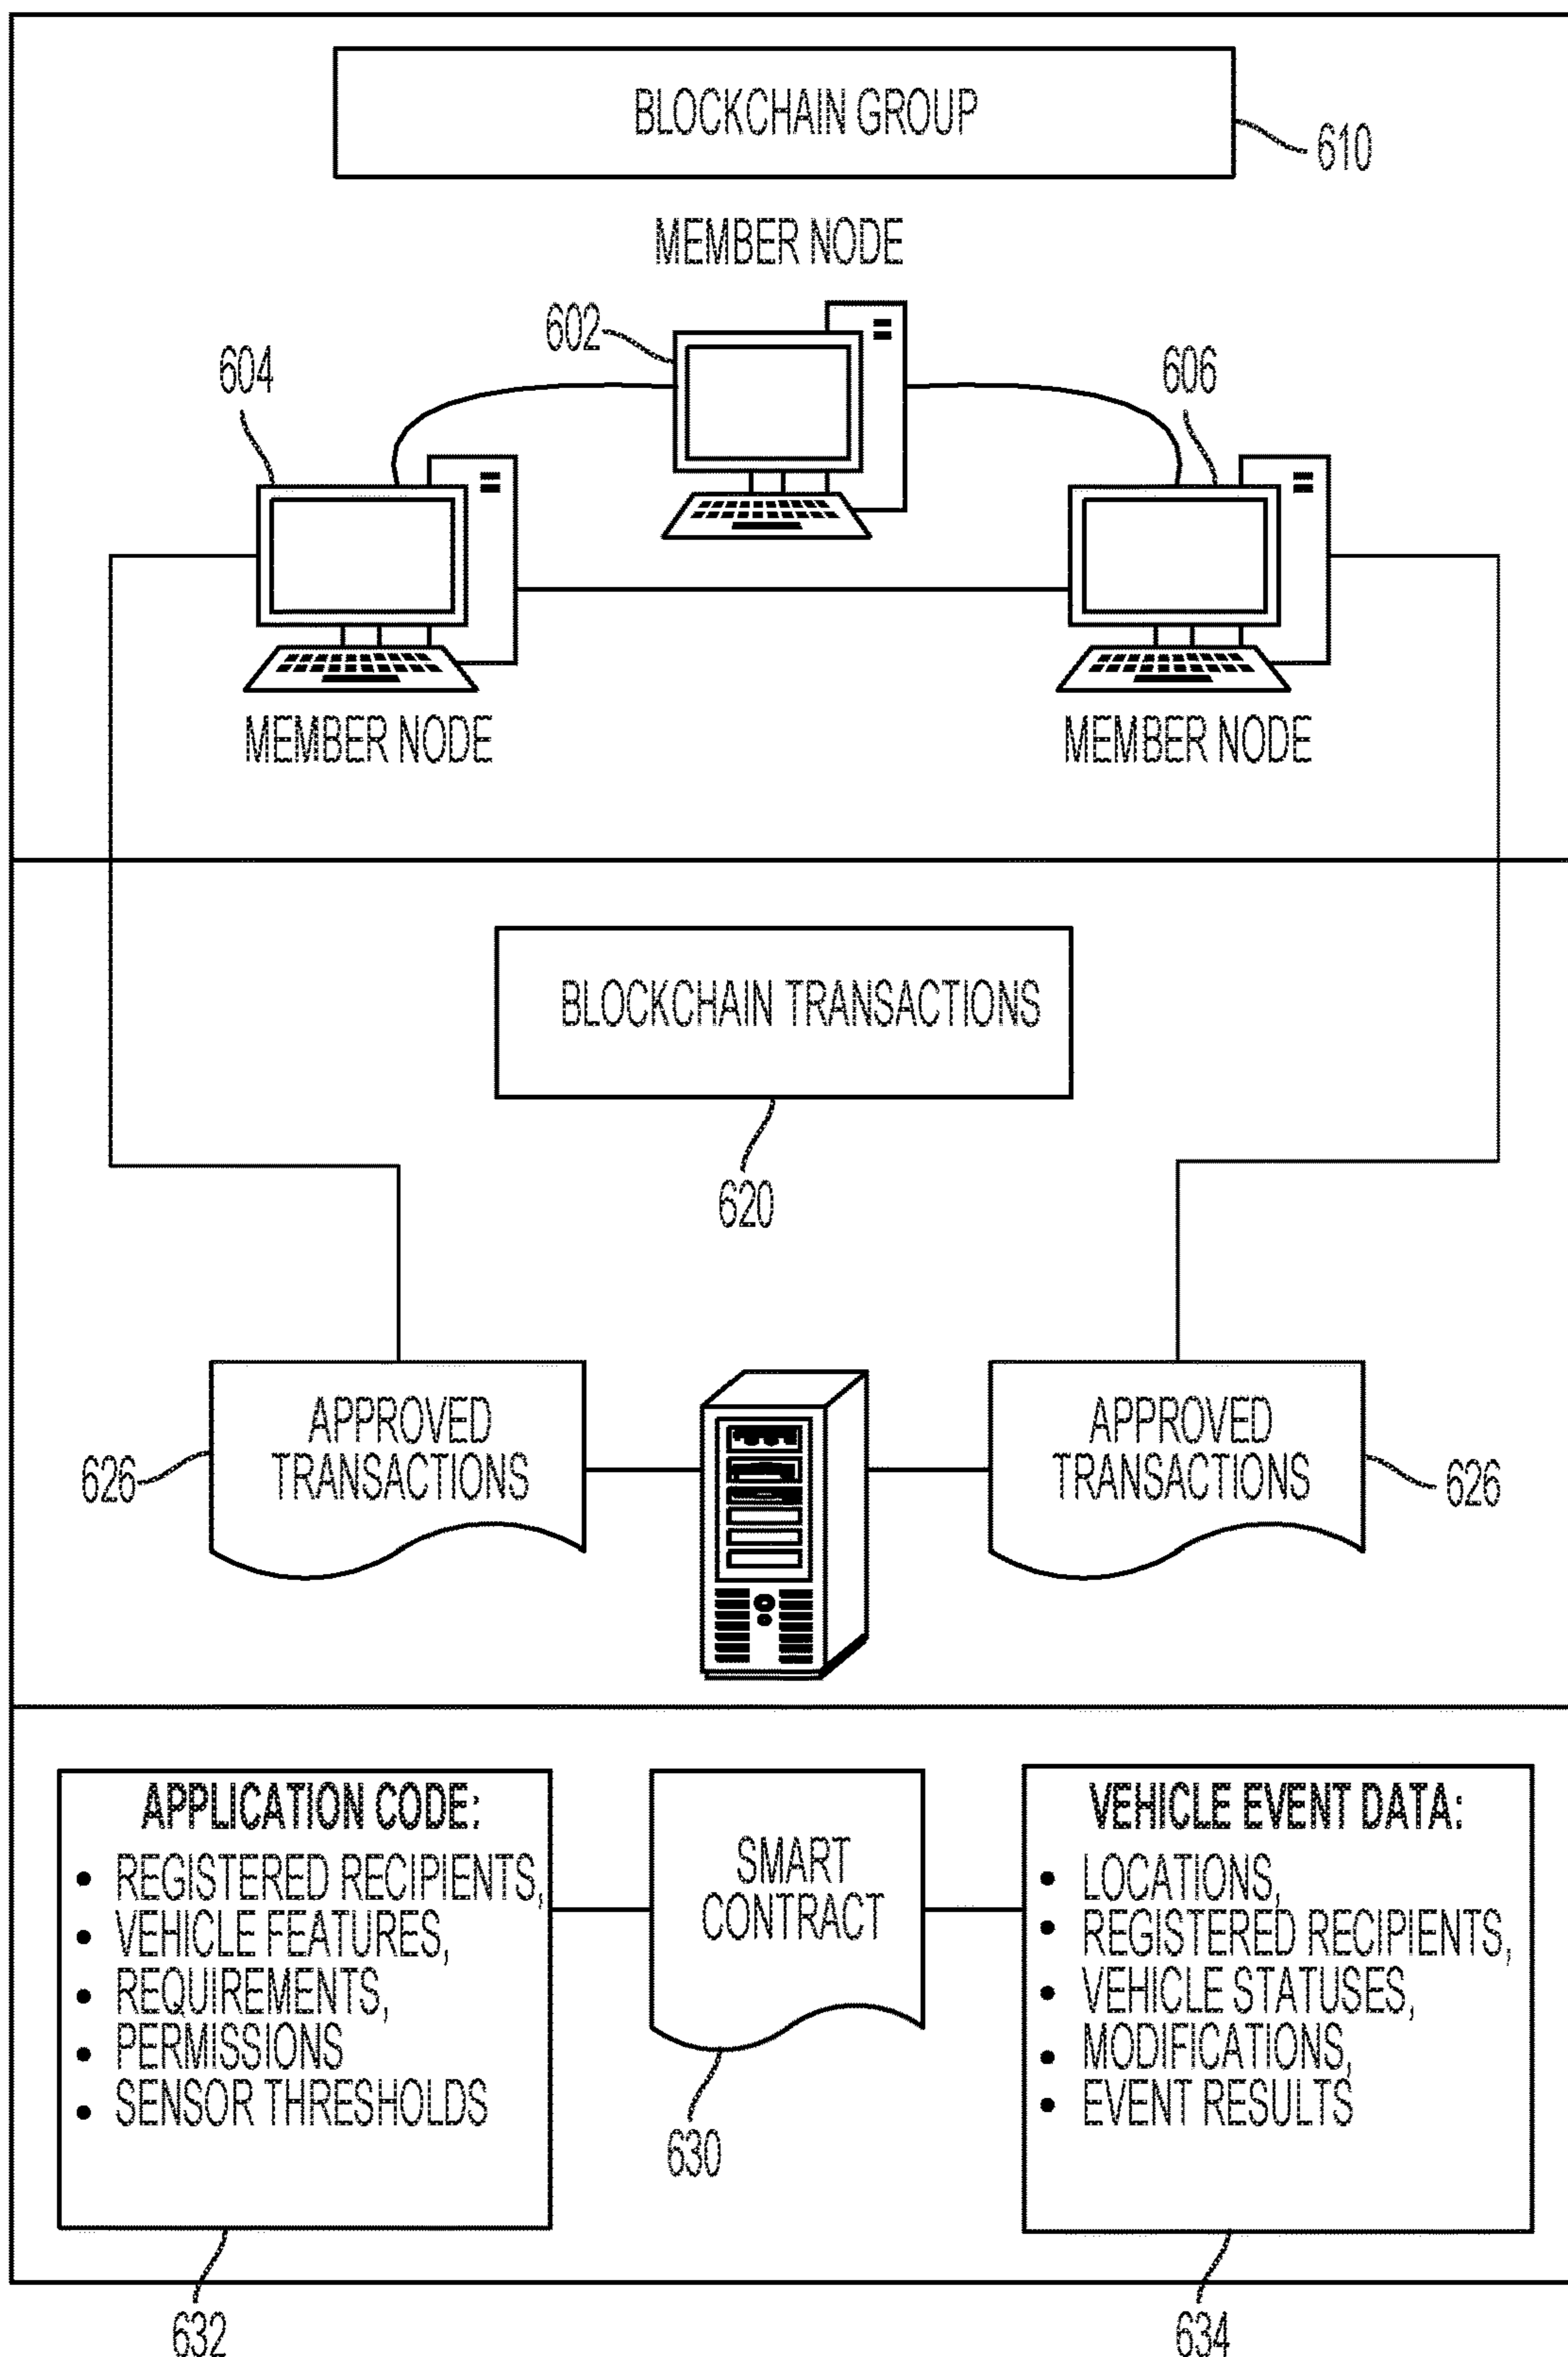 BLOCKCHAIN GROUP
610
MEMBER NODE
602
604
606
MEMBER NODE
MEMBER NODE
BLOCKCHAIN TRANSACTIONS
620
APPROVED
TRANSACTIONS
626
APPROVED
TRANSACTIONS
626
APPLICATION CODE:
• REGISTERED RECIPIENTS,
• VEHICLE FEATURES,
• REQUIREMENTS,
• PERMISSIONS
• SENSOR THRESHOLDS
632
SMART
CONTRACT
630
VEHICLE EVENT DATA:
• LOCATIONS,
• REGISTERED RECIPIENTS,
• VEHICLE STATUSES,
• MODIFICATIONS,
• EVENT RESULTS
634